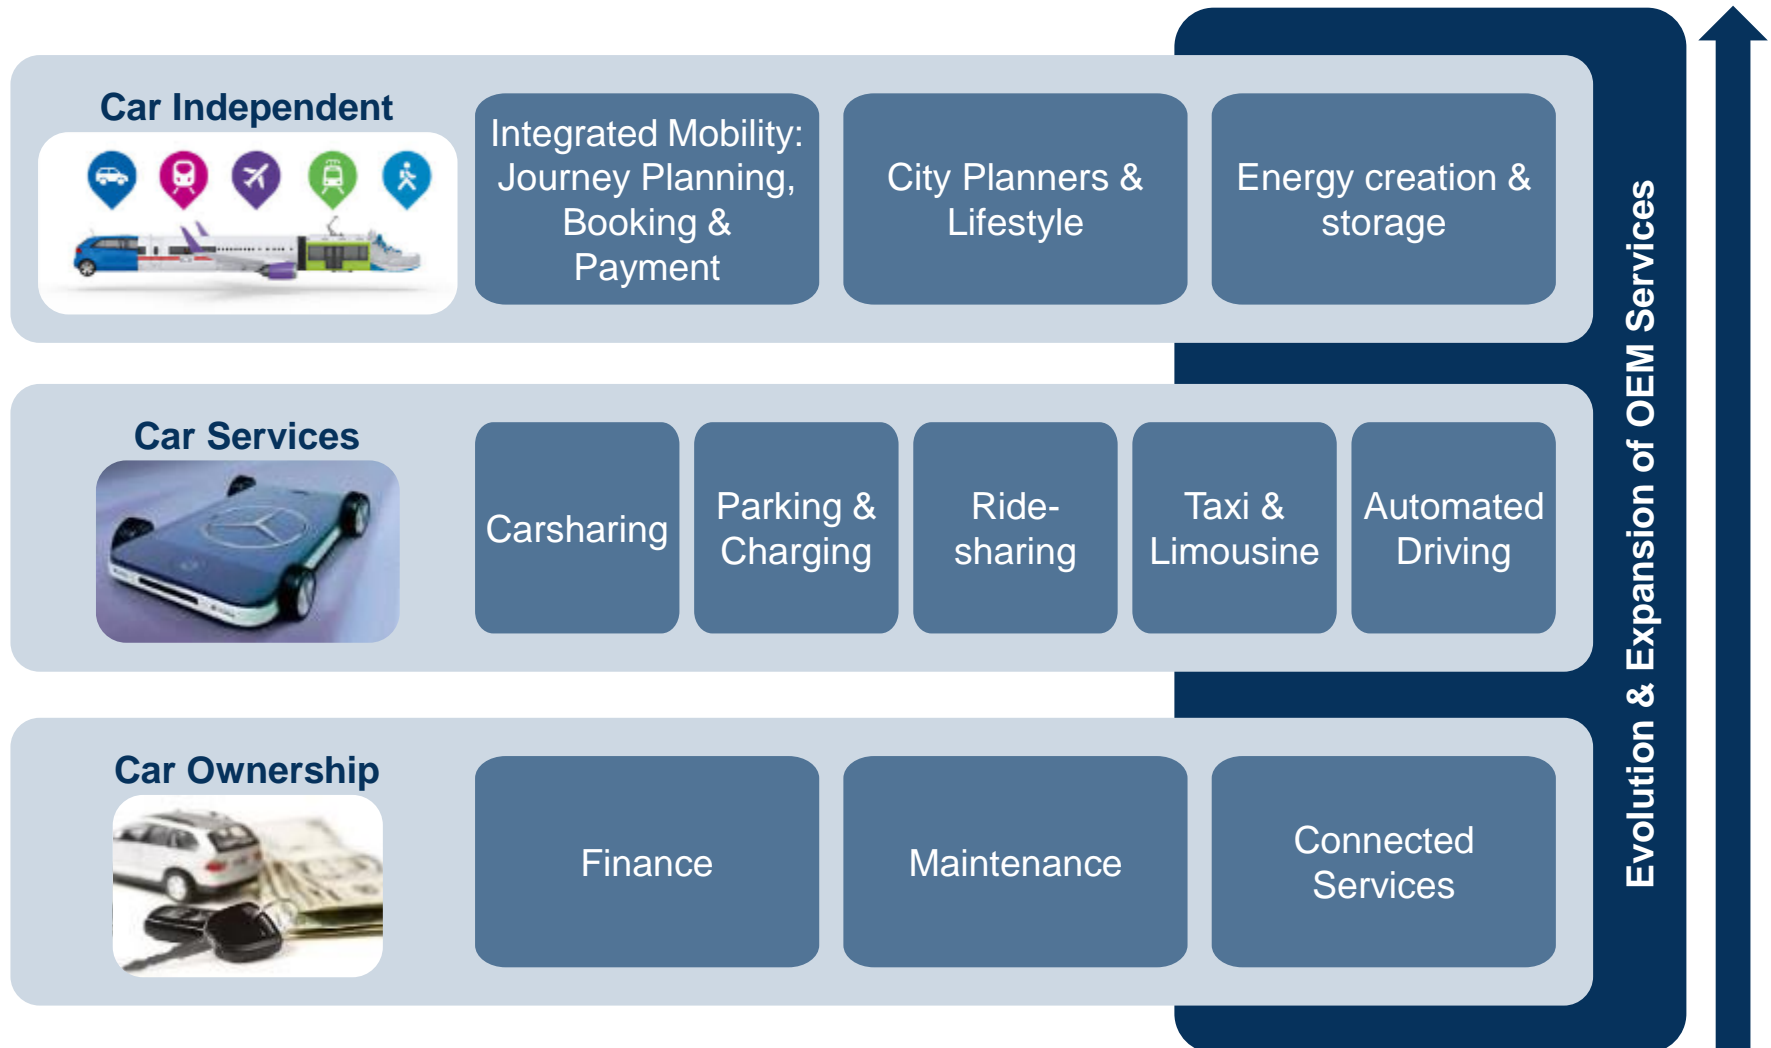 Car Independent
Integrated Mobility:
Journey Planning,
Booking &
Payment
City Planners &
Lifestyle
Energy creation &
storage
Car Services
Carsharing
Parking &
Charging
Ride-
sharing
Taxi &
Limousine
Automated
Driving
Car Ownership
Finance
Maintenance
Connected
Services
Evolution & Expansion of OEM Services